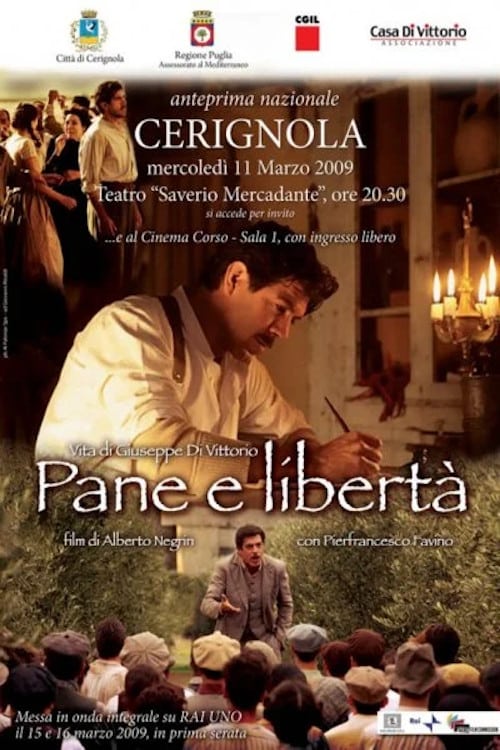 Città di Cerignola
Regione Puglia
Assessorato al Mediterraneo
CGIL
Casa Di Vittorio
ASSOCIAZIONE
anteprima nazionale
CERIGNOLA
mercoledì 11 Marzo 2009
Teatro “Saverio Mercadante”, ore 20.30
si accede per invito
...e al Cinema Corso - Sala 1, con ingresso libero
Vita di Giuseppe Di Vittorio
Pane e libertà
film di Alberto Negrin
con Pierfrancesco Favino
Messa in onda integrale su RAI UNO
il 15 e 16 marzo 2009, in prima serata
Rai